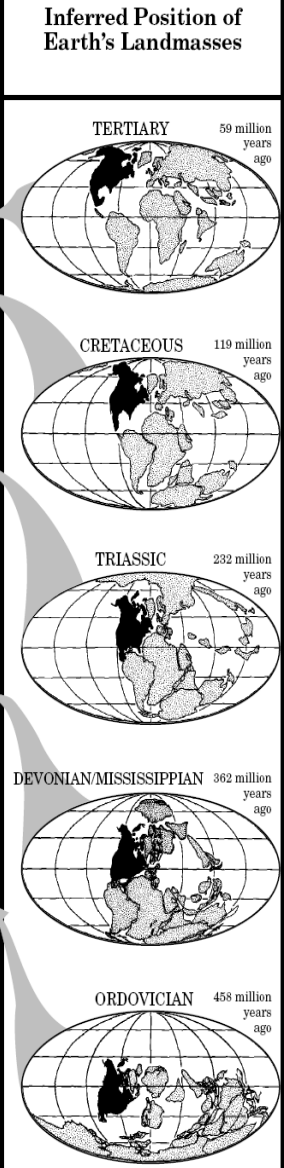 Inferred Position of
Earth's Landmasses
TERTIARY
59 million
years
ago
CRETACEOUS
119 million
years
ago
TRIASSIC
232 million
years
ago
DEVONIAN/MISSISSIPPIAN
362 million
years
ago
ORDOVICIAN
458 million
years
ago